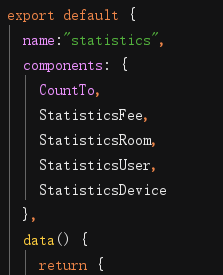 export default {
  name:"statistics",
  components: {
    CountTo,
    StatisticsFee,
    StatisticsRoom,
    StatisticsUser,
    StatisticsDevice
  },
  data() {
    return {